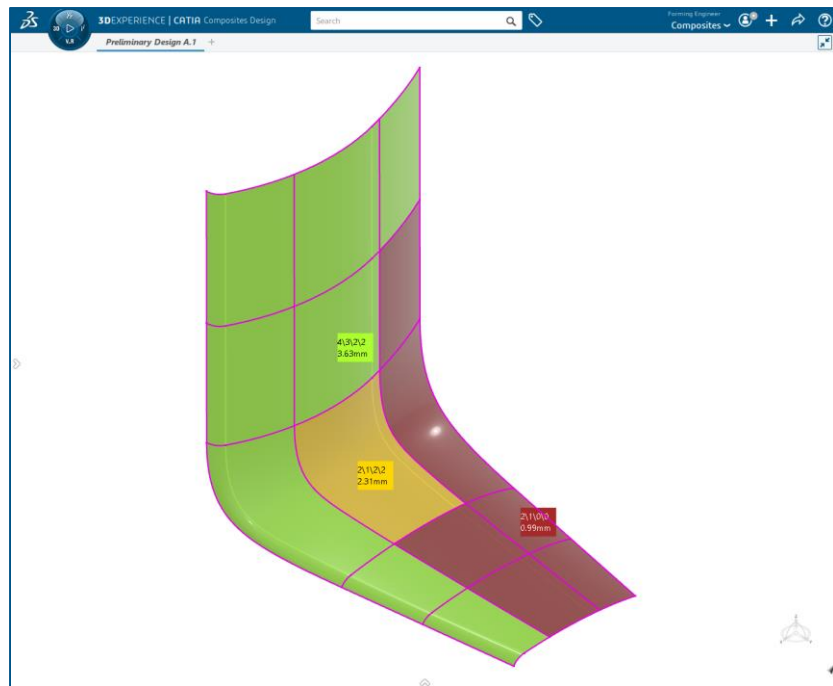 3DEXPERIENCE | CATIA Composites Design
Search
Forming Engineer
Composites
3D
V.R
Preliminary Design A.1 +
4\3\2\2
3.63mm
2\1\2\2
2.31mm
2\1\0\0
0.99mm